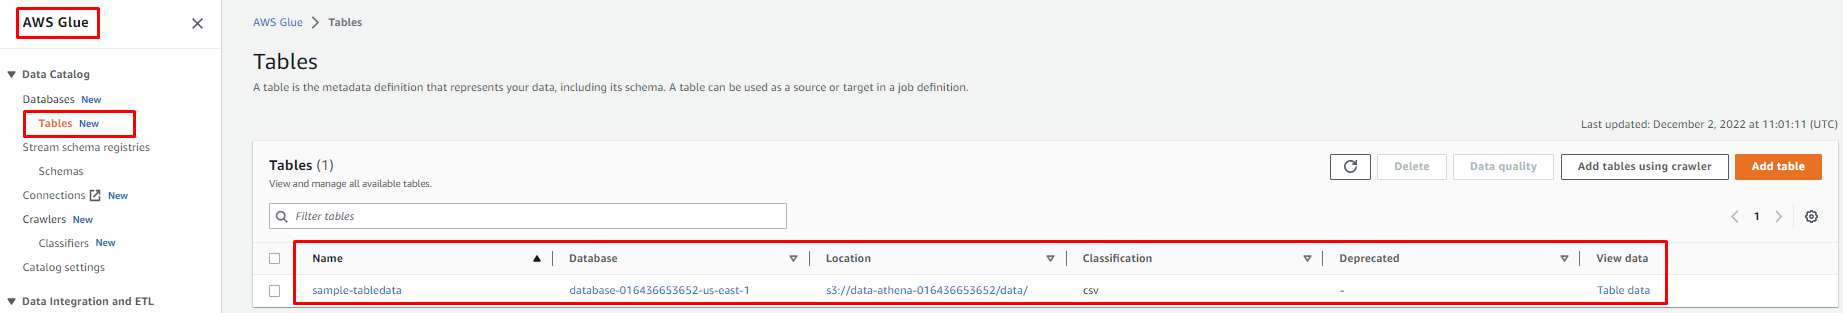 AWS Glue
Data Catalog
Databases New
Tables New
Stream schema registries
Schemas
Connections New
Crawlers New
Classifiers New
Catalog settings
Data Integration and ETL
AWS Glue > Tables
Tables
A table is the metadata definition that represents your data, including its schema. A table can be used as a source or target in a job definition.
Last updated: December 2, 2022 at 11:01:11 (UTC)
Tables (1)
View and manage all available tables.
Delete
Data quality
Add tables using crawler
Add table
Filter tables
1
Name Database Location Classification Deprecated View data
sample-tabledata database-016436653652-us-east-1 s3://data-athena-016436653652/data/ csv - Table data